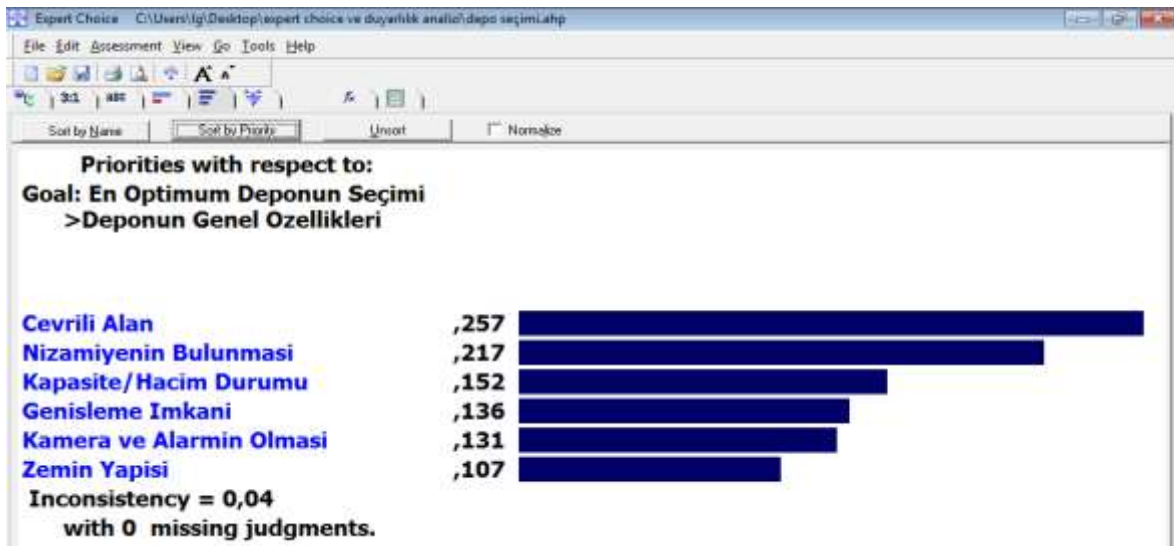 Expert Choice C:\Users\lg\Desktop\expert choice ve duyarlılık analizi\depo seçimi.ahp
File Edit Assessment View Go Tools Help
3:1 ABC
Sort by Name Sort by Priority Unsort Normalize
Priorities with respect to:
Goal: En Optimum Deponun Seçimi
>Deponun Genel Ozellikleri
Cevrili Alan ,257
Nizamiyenin Bulunmasi ,217
Kapasite/Hacim Durumu ,152
Genisleme Imkani ,136
Kamera ve Alarmin Olmasi ,131
Zemin Yapisi ,107
Inconsistency = 0,04
with 0 missing judgments.